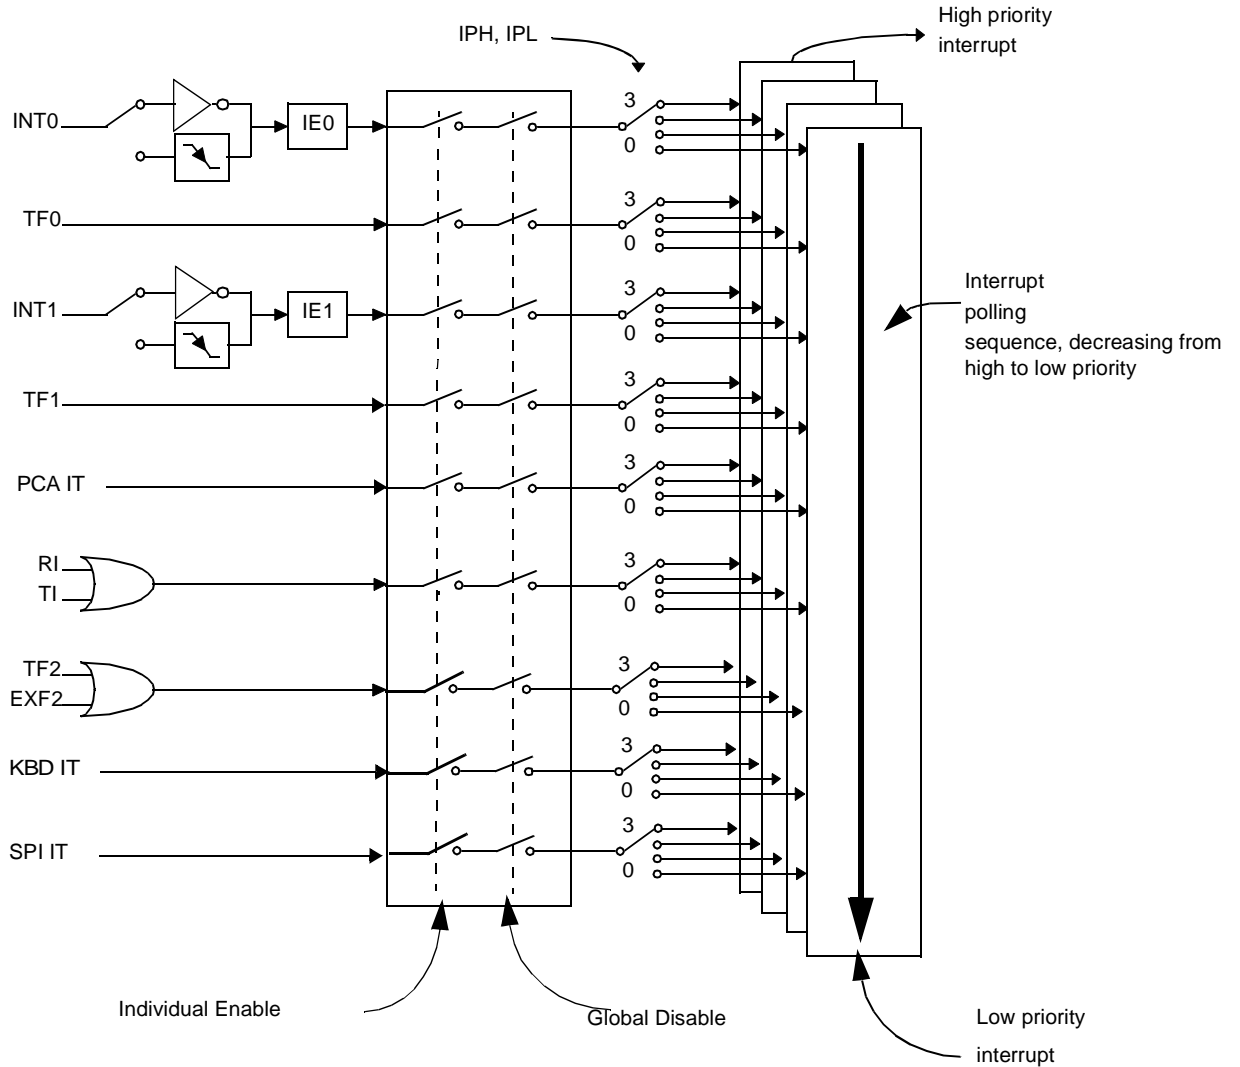 High priority
interrupt
IPH, IPL
INT0
IE0
3
0
TF0
3
0
INT1
IE1
3
0
Interrupt
polling
sequence, decreasing from
high to low priority
TF1
3
0
PCA IT
3
0
RI
TI
3
0
TF2
EXF2
3
0
KBD IT
3
0
SPI IT
3
0
Individual Enable
Global Disable
Low priority
interrupt